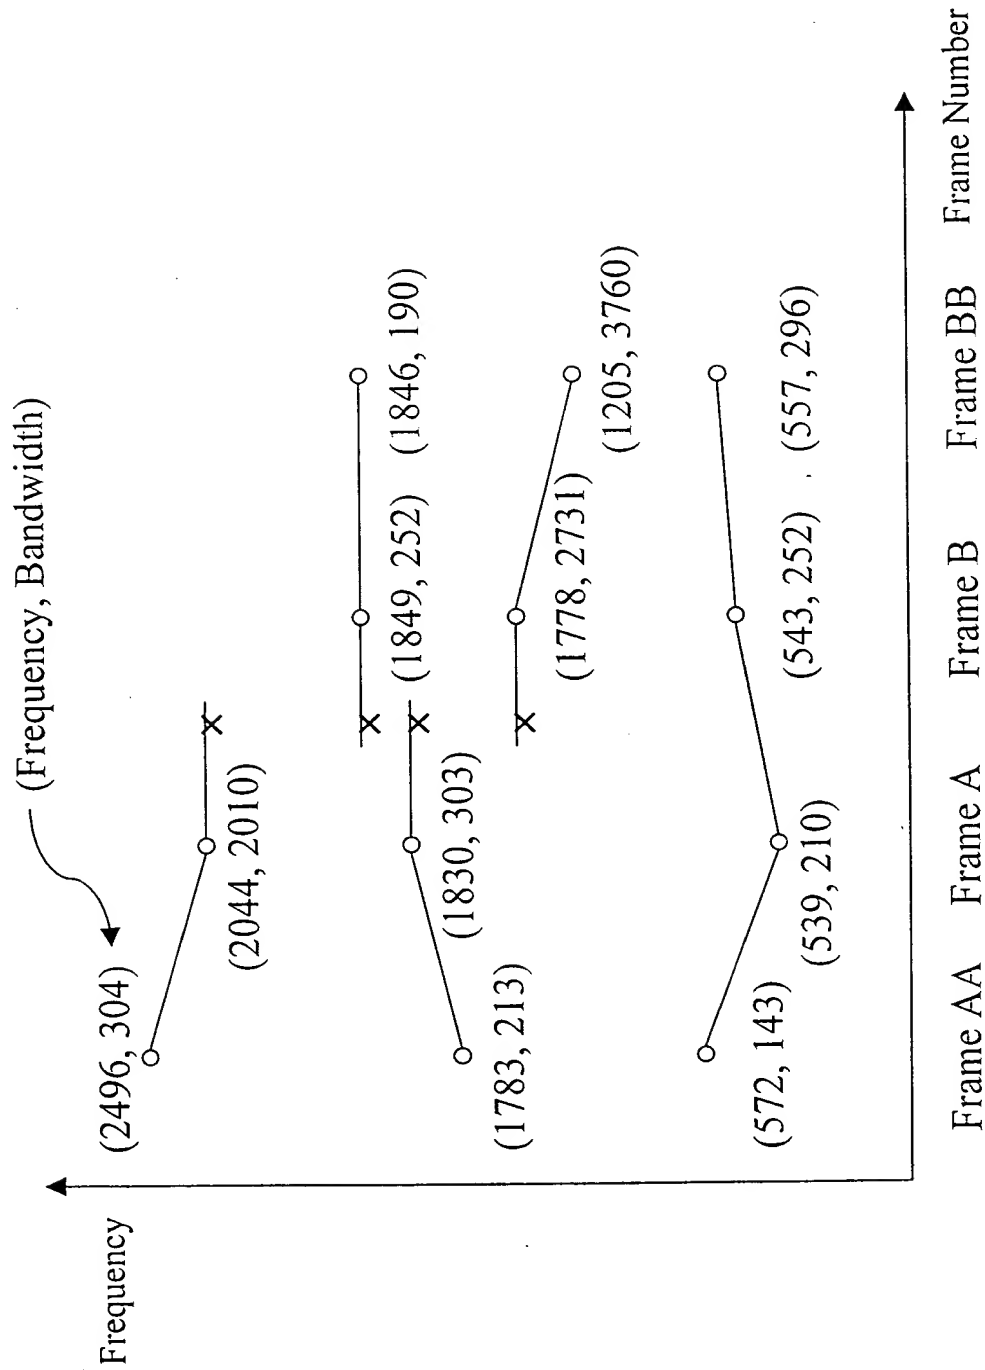 (Frequency, Bandwidth)
Frequency
(2496, 304)
(2044, 2010)
(1849, 252)
(1846, 190)
(1830, 303)
(1783, 213)
(1778, 2731)
(1205, 3760)
(572, 143)
(539, 210)
(543, 252)
(557, 296)
Frame AA
Frame A
Frame B
Frame BB
Frame Number